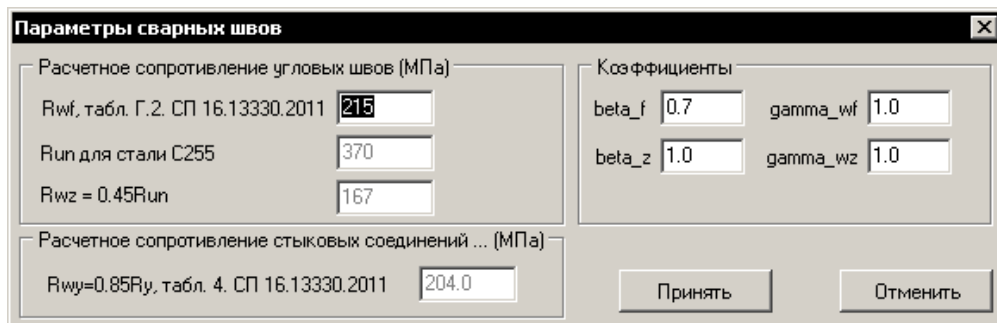 Параметры сварных швов
Расчетное сопротивление угловых швов (МПа)
Rwf, табл. Г.2. СП 16.13330.2011 215
Run для стали С255 370
Rwz = 0.45Run 167
Расчетное сопротивление стыковых соединений ... (МПа)
Rwy=0.85Ry, табл. 4. СП 16.13330.2011 204.0
Коэффициенты
beta_f 0.7 gamma_wf 1.0
beta_z 1.0 gamma_wz 1.0
Принять Отменить